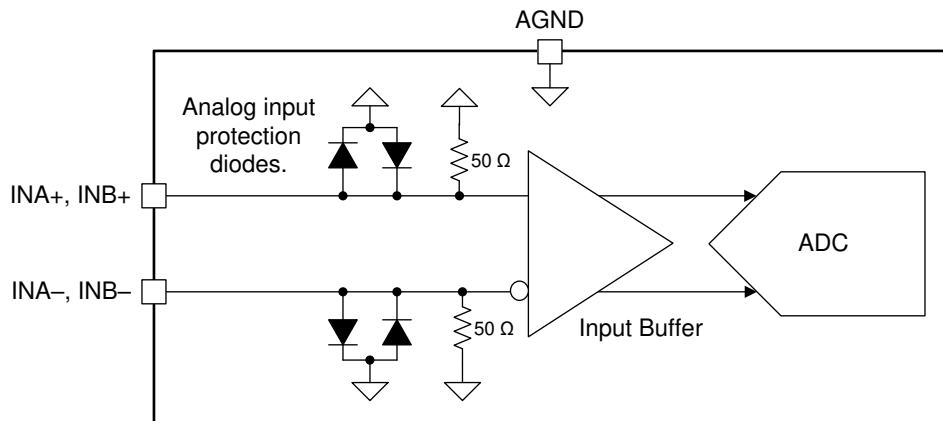 AGND
Analog input
protection
diodes.
50 Ω
INA+, INB+
ADC
INA–, INB–
50 Ω
Input Buffer